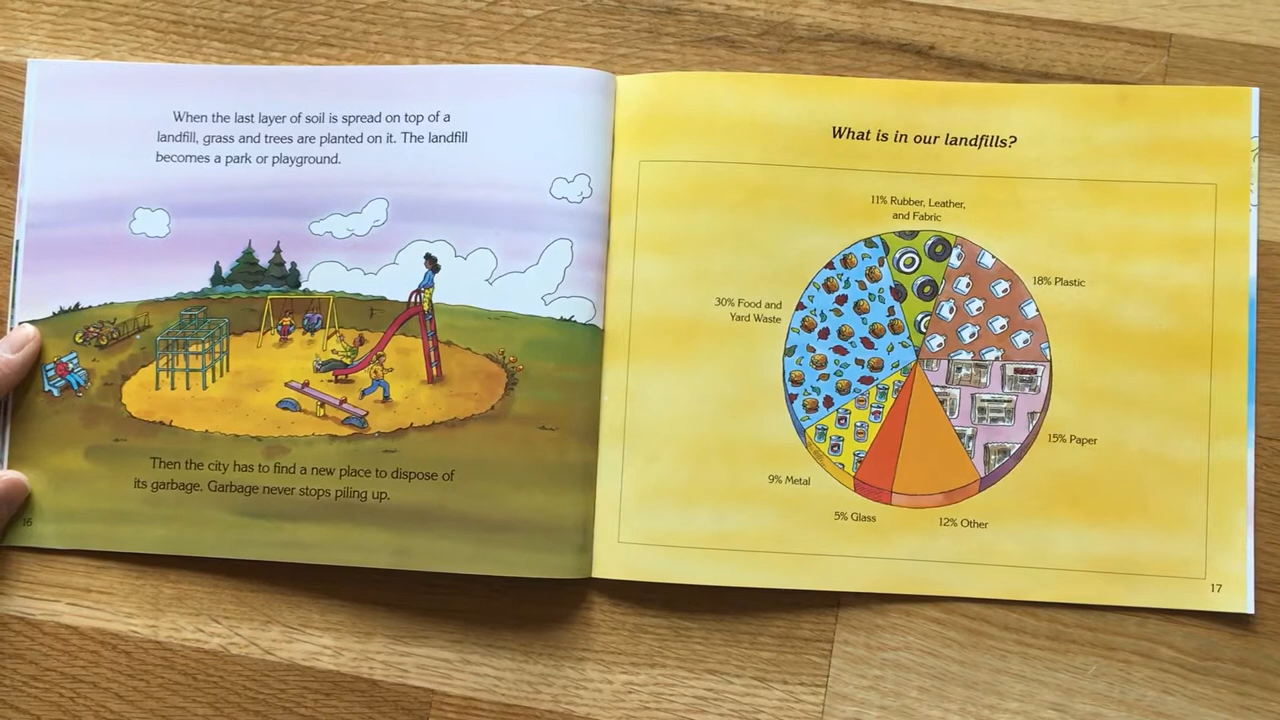 When the last layer of soil is spread on top of a
landfill, grass and trees are planted on it. The landfill
becomes a park or playground.
Then the city has to find a new place to dispose of
its garbage. Garbage never stops piling up.
16
What is in our landfills?
11% Rubber, Leather,
and Fabric
18% Plastic
30% Food and
Yard Waste
15% Paper
9% Metal
5% Glass
12% Other
17